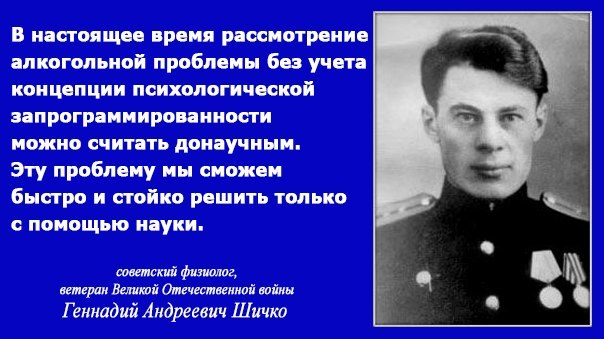 В настоящее время рассмотрение
алкогольной проблемы без учета
концепции психологической
запрограммированности
можно считать донаучным.
Эту проблему мы сможем
быстро и стойко решить только
с помощью науки.
советский физиолог,
ветеран Великой Отечественной войны
Геннадий Андреевич Шичко